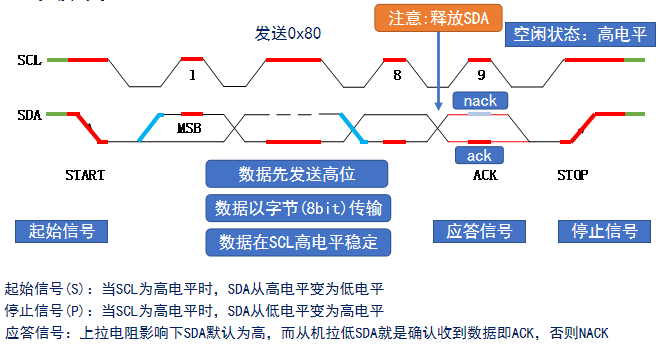 注意:释放SDA
发送0x80
空闲状态: 高电平
SCL
1
8
9
nack
SDA
MSB
ack
START
数据先发送高位
ACK
STOP
数据以字节(8bit)传输
起始信号
数据在SCL高电平稳定
应答信号
停止信号
起始信号(S): 当SCL为高电平时, SDA从高电平变为低电平
停止信号(P): 当SCL为高电平时, SDA从低电平变为高电平
应答信号: 上拉电阻影响下SDA默认为高, 而从机拉低SDA就是确认收到数据即ACK, 否则NACK